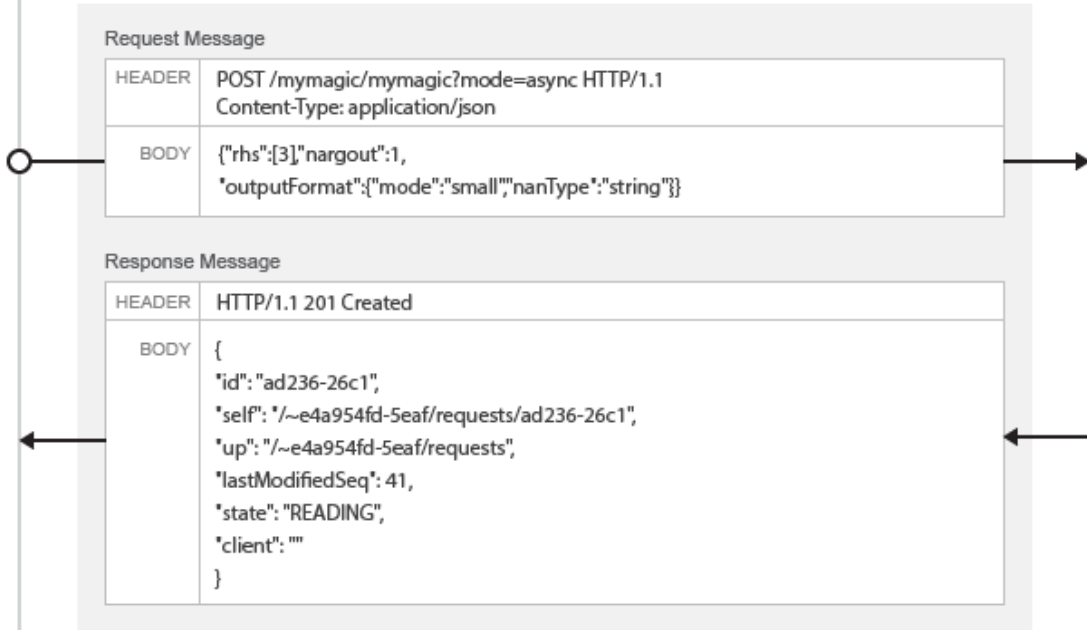 Request Message
HEADER
POST /mymagic/mymagic?mode=async HTTP/1.1
Content-Type: application/json
BODY
{"rhs":[3],"nargout":1,
"outputFormat":{"mode":"small","nanType":"string"}}
Response Message
HEADER
HTTP/1.1 201 Created
BODY
{
"id": "ad236-26c1",
"self": "/~e4a954fd-5eaf/requests/ad236-26c1",
"up": "/~e4a954fd-5eaf/requests",
"lastModifiedSeq": 41,
"state": "READING",
"client": ""
}